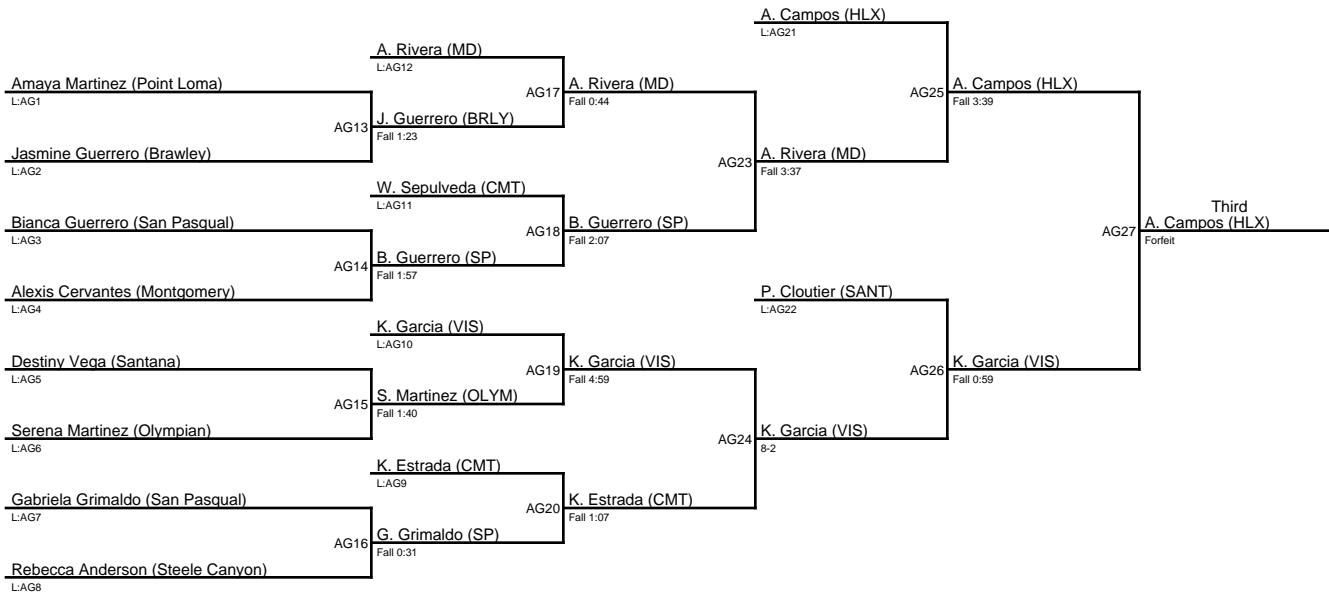 A. Campos (HLX)
L:AG21
A. Rivera (MD)
L:AG12
Amaya Martinez (Point Loma)
L:AG1
AG17
A. Rivera (MD)
Fall 0:44
AG25
A. Campos (HLX)
Fall 3:39
AG13
J. Guerrero (BRLY)
Fall 1:23
Jasmine Guerrero (Brawley)
L:AG2
AG23
A. Rivera (MD)
Fall 3:37
W. Sepulveda (CMT)
L:AG11
Bianca Guerrero (San Pasqual)
L:AG3
AG18
B. Guerrero (SP)
Fall 2:07
AG27
Third
A. Campos (HLX)
Forfeit
AG14
B. Guerrero (SP)
Fall 1:57
Alexis Cervantes (Montgomery)
L:AG4
P. Cloutier (SANT)
L:AG22
K. Garcia (VIS)
L:AG10
Destiny Vega (Santana)
L:AG5
AG19
K. Garcia (VIS)
Fall 4:59
AG26
K. Garcia (VIS)
Fall 0:59
AG15
S. Martinez (OLYM)
Fall 1:40
Serena Martinez (Olympian)
L:AG6
AG24
K. Garcia (VIS)
8-2
K. Estrada (CMT)
L:AG9
Gabriela Grimaldo (San Pasqual)
L:AG7
AG20
K. Estrada (CMT)
Fall 1:07
AG16
G. Grimaldo (SP)
Fall 0:31
Rebecca Anderson (Steele Canyon)
L:AG8